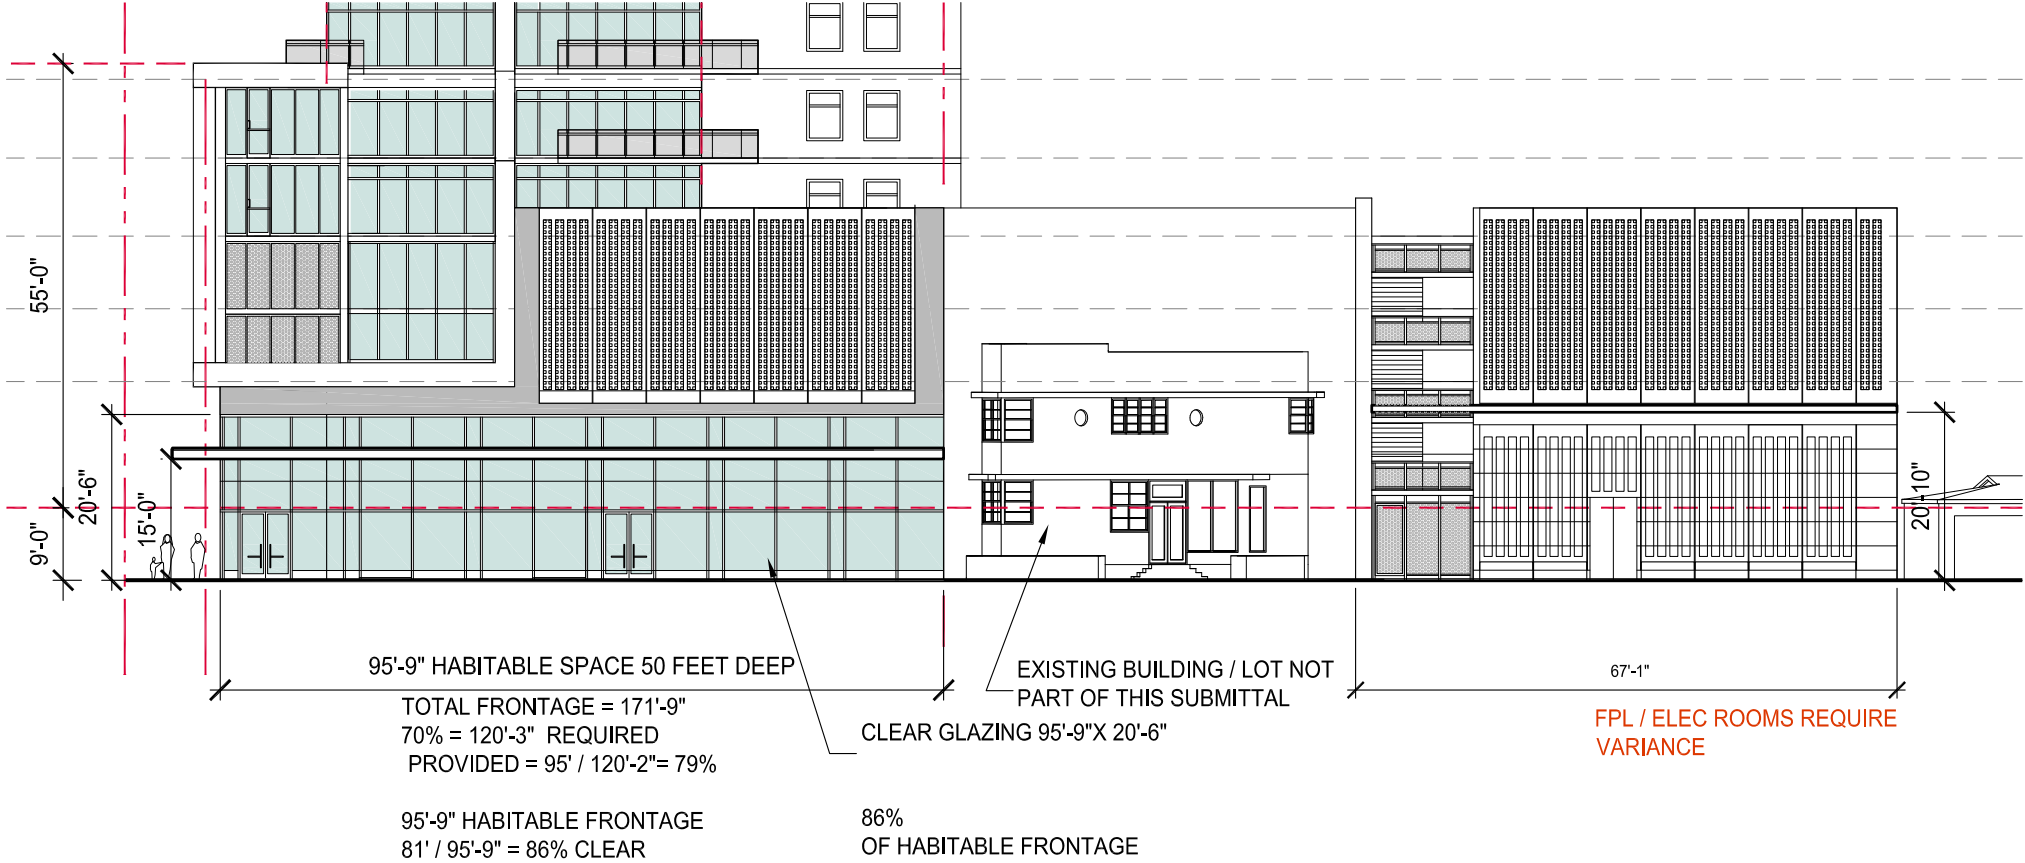 55'-0"
9'-0"
20'-6"
15'-0"
20'-10"
95'-9" HABITABLE SPACE 50 FEET DEEP
TOTAL FRONTAGE = 171'-9"
70% = 120'-3" REQUIRED
PROVIDED = 95' / 120'-2"= 79%
95'-9" HABITABLE FRONTAGE
81' / 95'-9" = 86% CLEAR
EXISTING BUILDING / LOT NOT
PART OF THIS SUBMITTAL
CLEAR GLAZING 95'-9"X 20'-6"
86%
OF HABITABLE FRONTAGE
67'-1"
FPL / ELEC ROOMS REQUIRE
VARIANCE